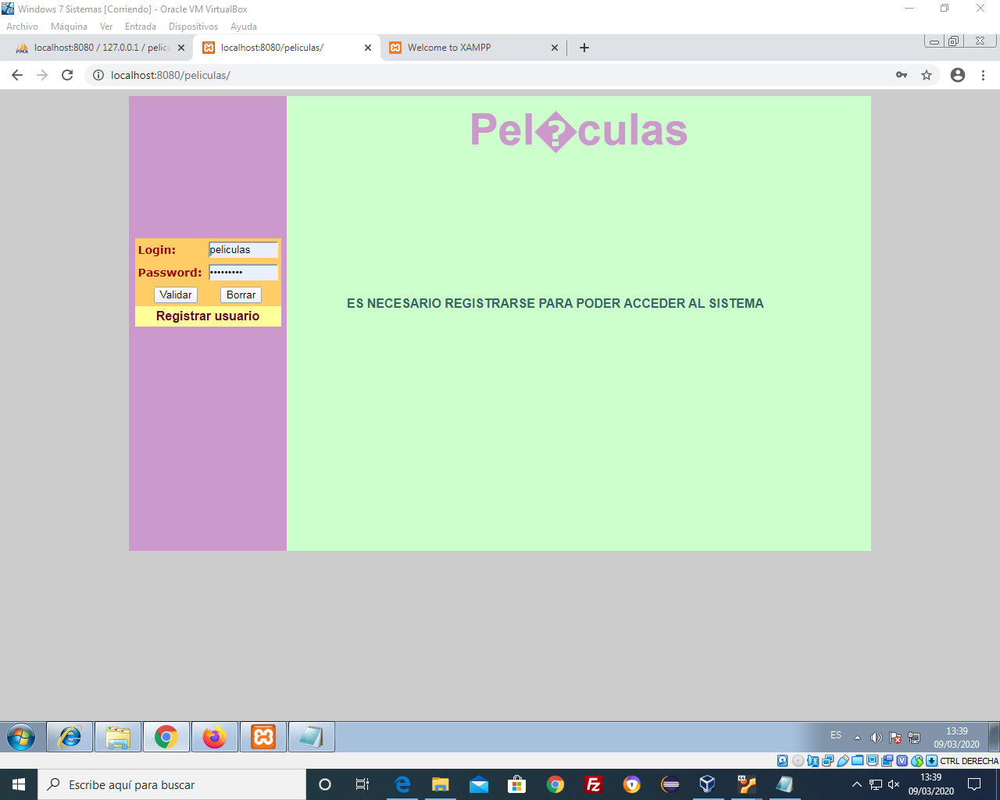 Windows 7 Sistemas [Corriendo] - Oracle VM VirtualBox
Archivo Máquina Ver Entrada Dispositivos Ayuda
PMA localhost:8080 / 127.0.0.1 / pelicu
localhost:8080/peliculas/
Welcome to XAMPP
localhost:8080/peliculas/
Pel�culas
Login: peliculas
Password: •••••••••
Validar Borrar
Registrar usuario
ES NECESARIO REGISTRARSE PARA PODER ACCEDER AL SISTEMA
ES 13:39
09/03/2020
CTRL DERECHA
Escribe aquí para buscar
13:39
09/03/2020